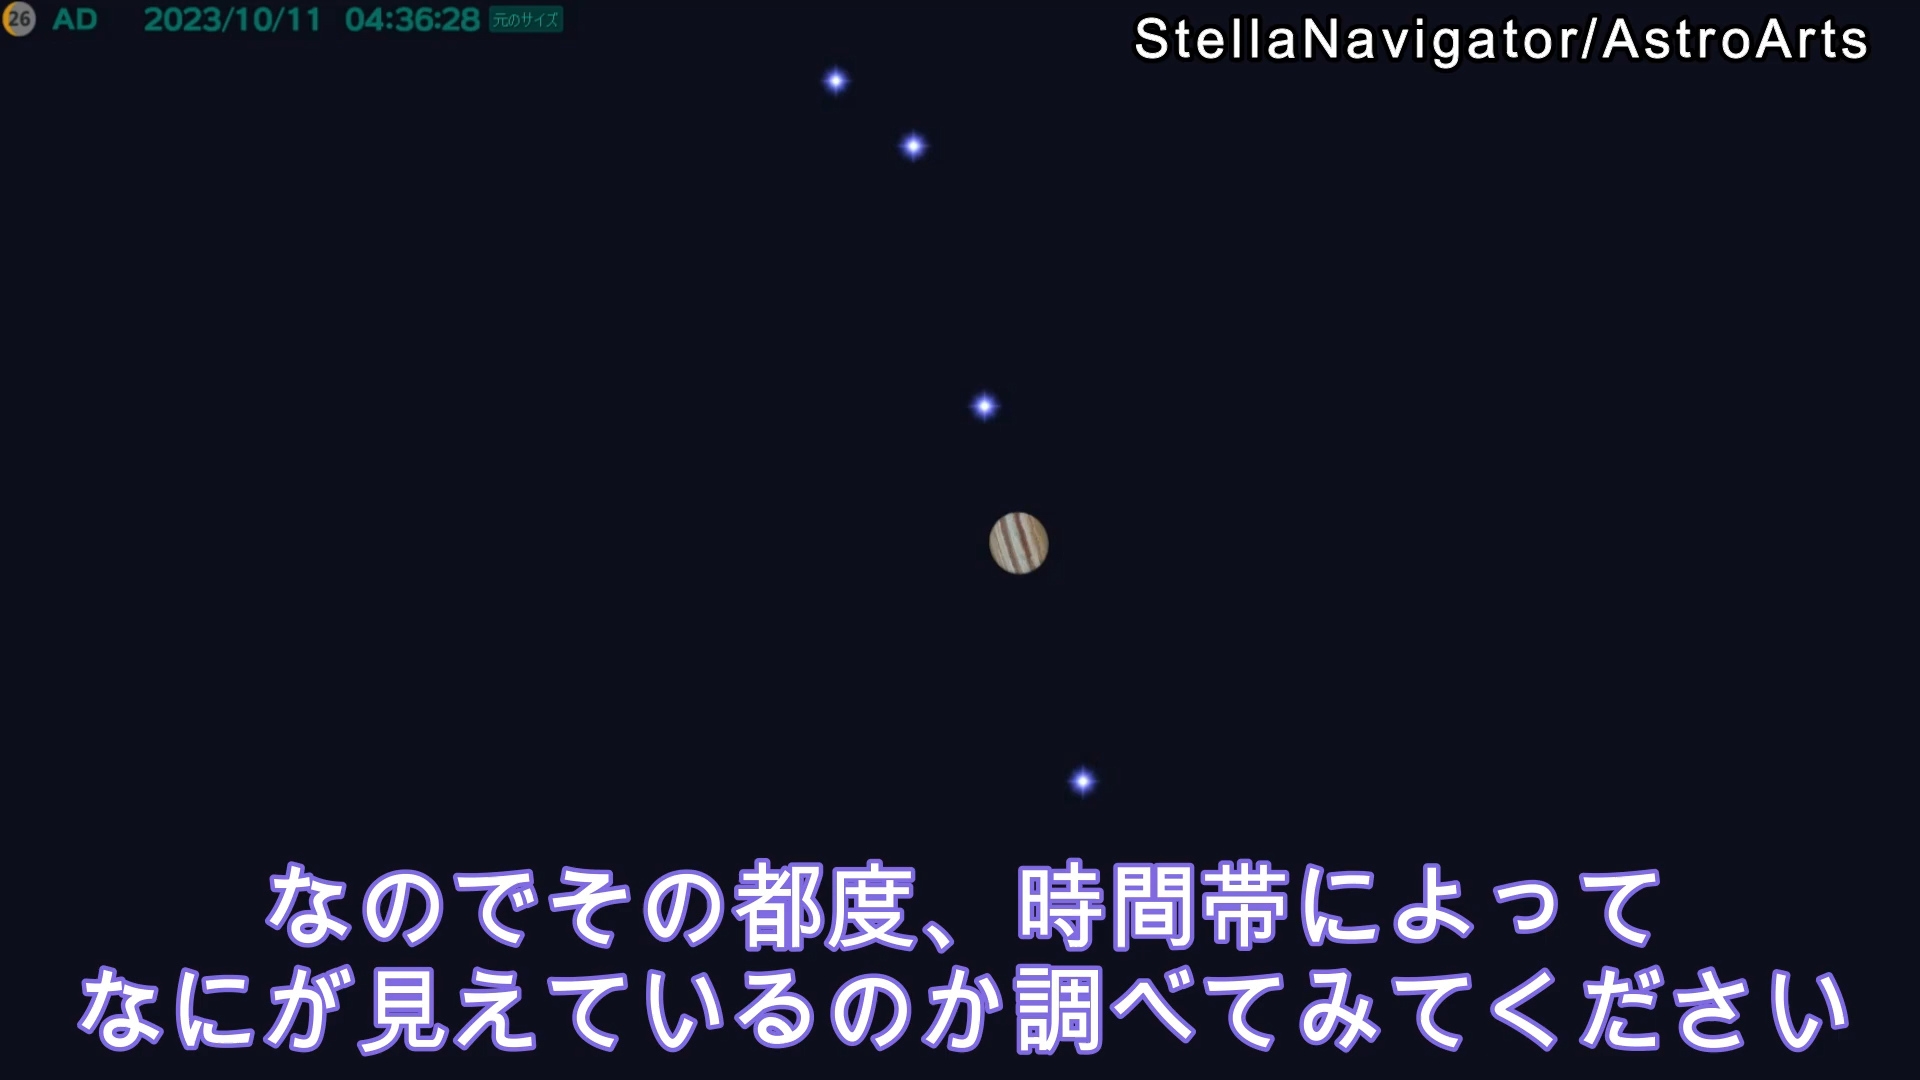 26 AD 2023/10/11 04:36:28 元のサイズ
StellaNavigator/AstroArts
なのでその都度、時間帯によって
なにが見えているのか調べてみてください